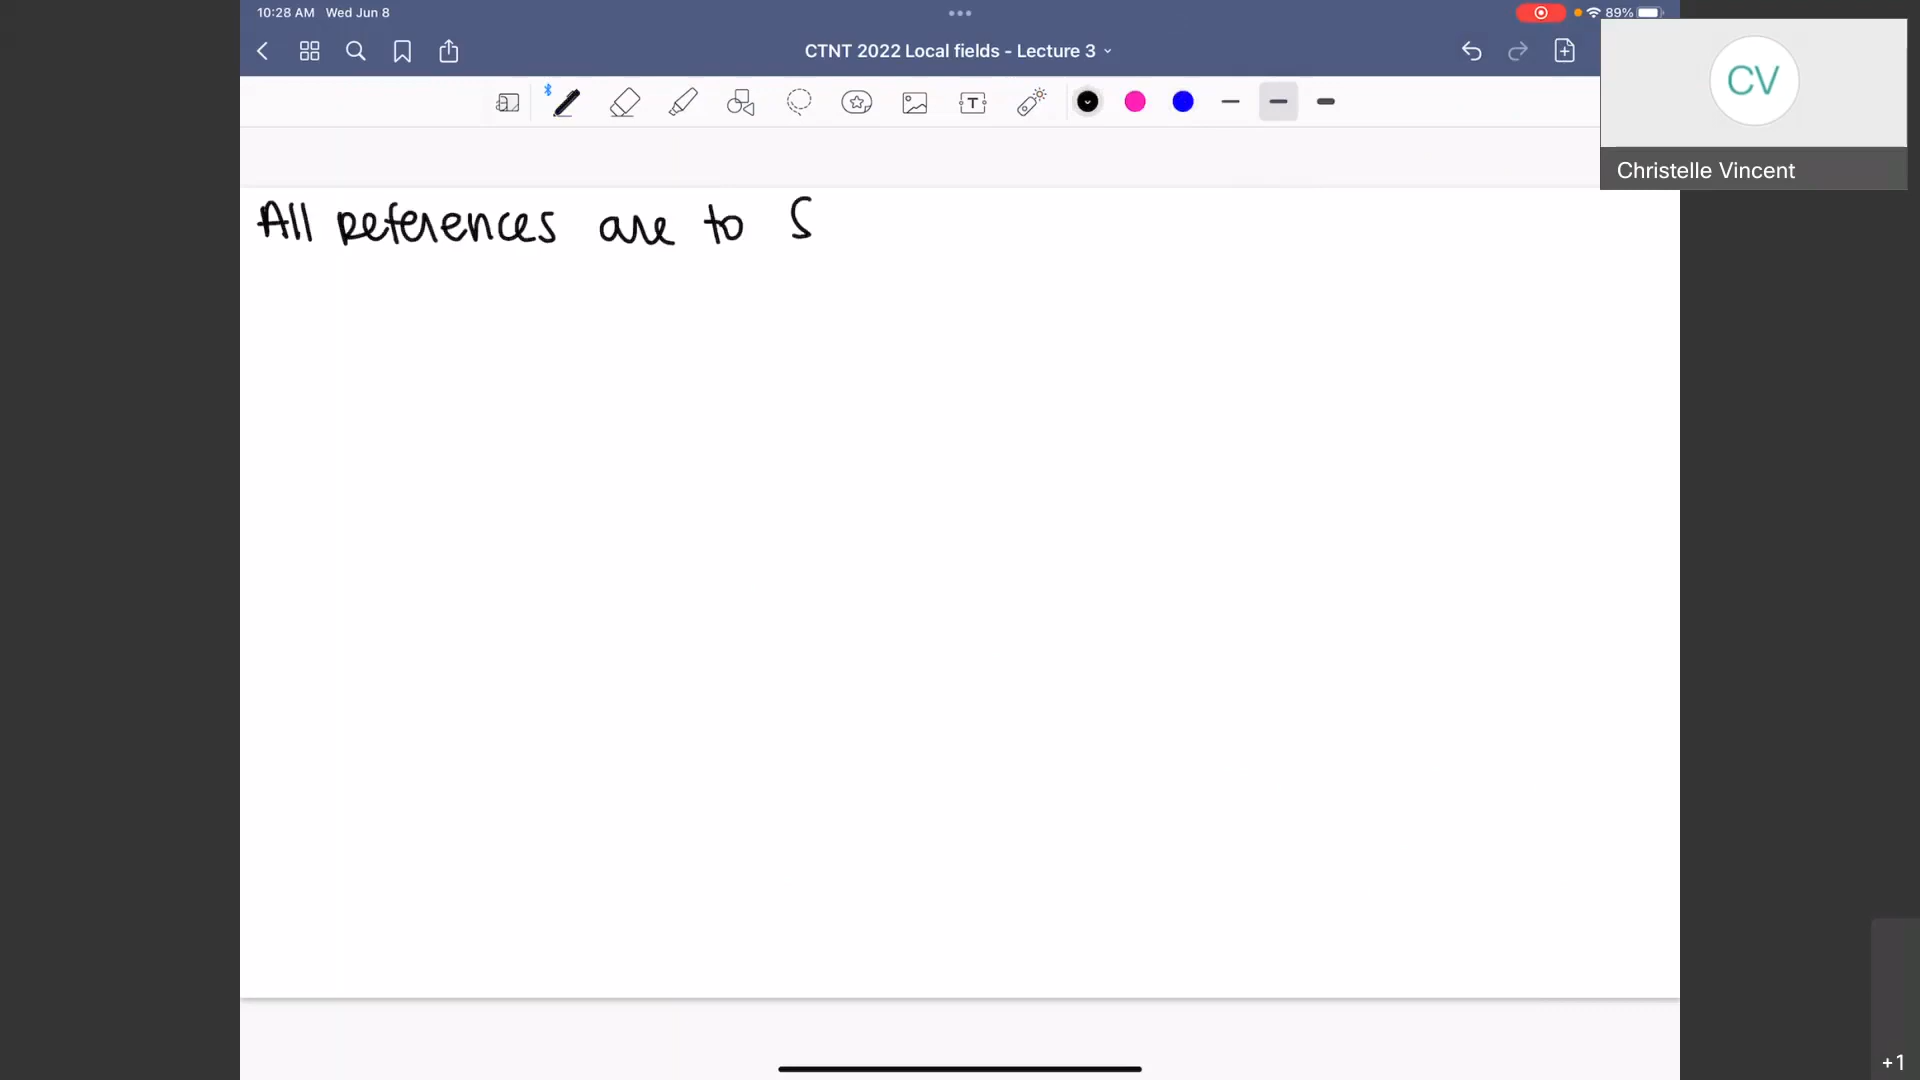 10:28 AM Wed Jun 8
89%
CTNT 2022 Local fields - Lecture 3
T
CV
Christelle Vincent
All references are to S
+1